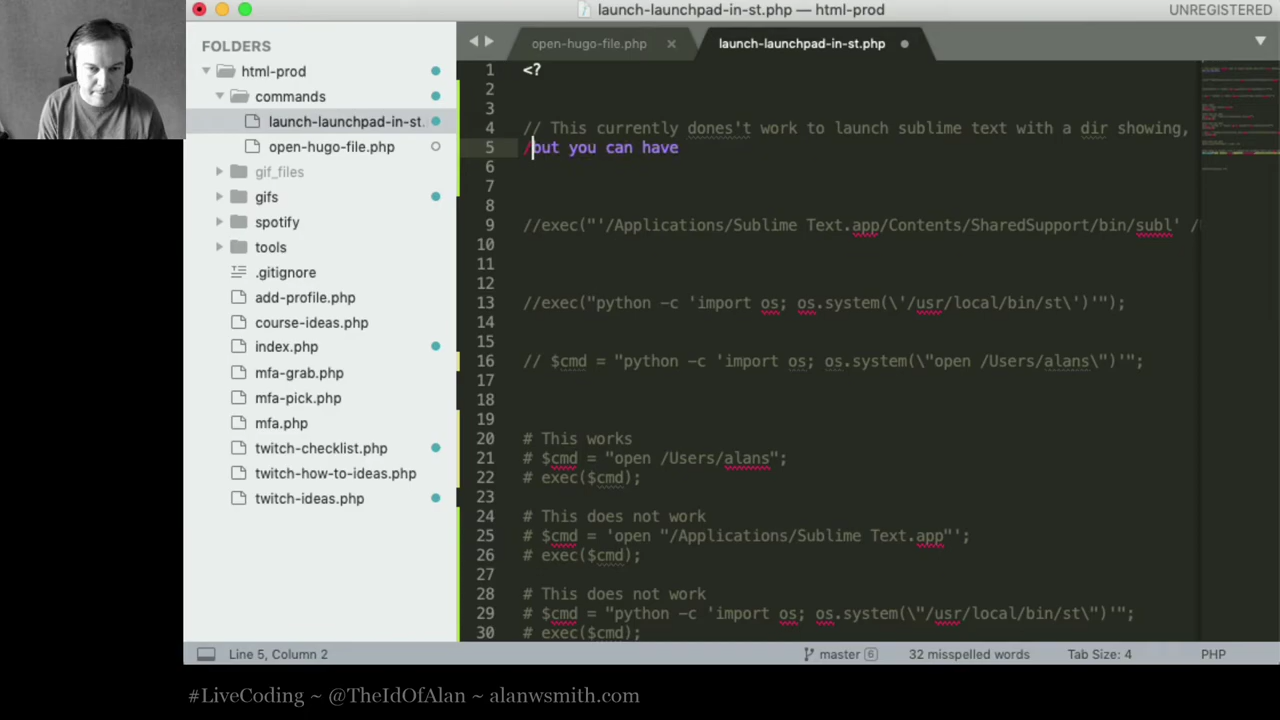 launch-launchpad-in-st.php — html-prod
UNREGISTERED
FOLDERS
html-prod
commands
launch-launchpad-in-st.
open-hugo-file.php
gif_files
gifs
spotify
tools
.gitignore
add-profile.php
course-ideas.php
index.php
mfa-grab.php
mfa-pick.php
mfa.php
twitch-checklist.php
twitch-how-to-ideas.php
twitch-ideas.php
open-hugo-file.php
launch-launchpad-in-st.php
1 <?
2
3
4 // This currently dones't work to launch sublime text with a dir showing,
5 /but you can have
6
7
8
9 //exec("'/Applications/Sublime Text.app/Contents/SharedSupport/bin/subl' /
10
11
12
13 //exec("python -c 'import os; os.system(\'/usr/local/bin/st\')'");
14
15
16 // $cmd = "python -c 'import os; os.system(\"open /Users/alans\")'";
17
18
19
20 # This works
21 # $cmd = "open /Users/alans";
22 # exec($cmd);
23
24 # This does not work
25 # $cmd = 'open "/Applications/Sublime Text.app"';
26 # exec($cmd);
27
28 # This does not work
29 # $cmd = "python -c 'import os; os.system(\"/usr/local/bin/st\")'";
30 # exec($cmd);
Line 5, Column 2
master 6
32 misspelled words
Tab Size: 4
PHP
#LiveCoding ~ @TheIdOfAlan ~ alanwsmith.com